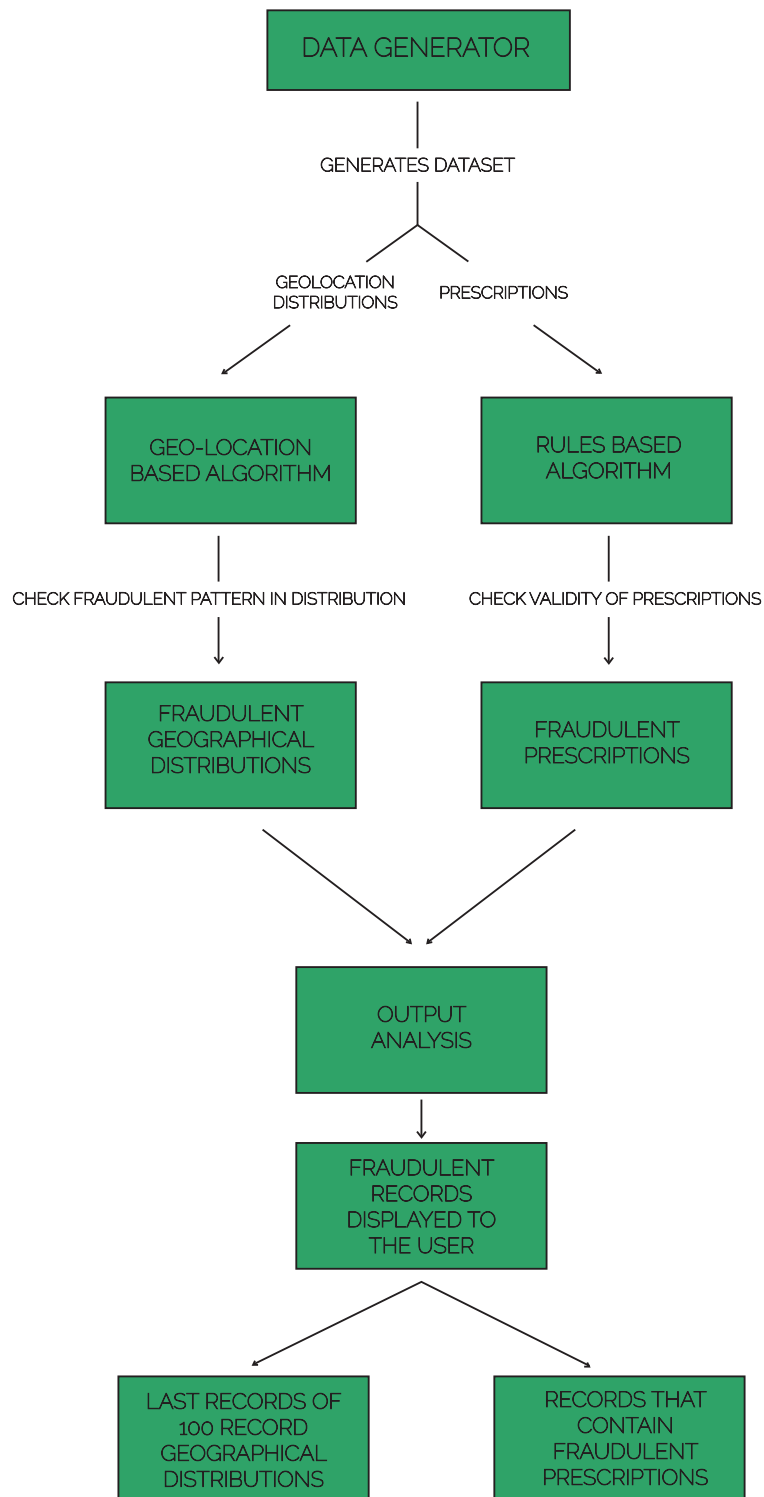 DATA GENERATOR
GENERATES DATASET
GEOLOCATION
DISTRIBUTIONS
PRESCRIPTIONS
GEO-LOCATION
BASED ALGORITHM
RULES BASED
ALGORITHM
CHECK FRAUDULENT PATTERN IN DISTRIBUTION
CHECK VALIDITY OF PRESCRIPTIONS
FRAUDULENT
GEOGRAPHICAL
DISTRIBUTIONS
FRAUDULENT
PRESCRIPTIONS
OUTPUT
ANALYSIS
FRAUDULENT
RECORDS
DISPLAYED TO
THE USER
LAST RECORDS OF
100 RECORD
GEOGRAPHICAL
DISTRIBUTIONS
RECORDS THAT
CONTAIN
FRAUDULENT
PRESCRIPTIONS